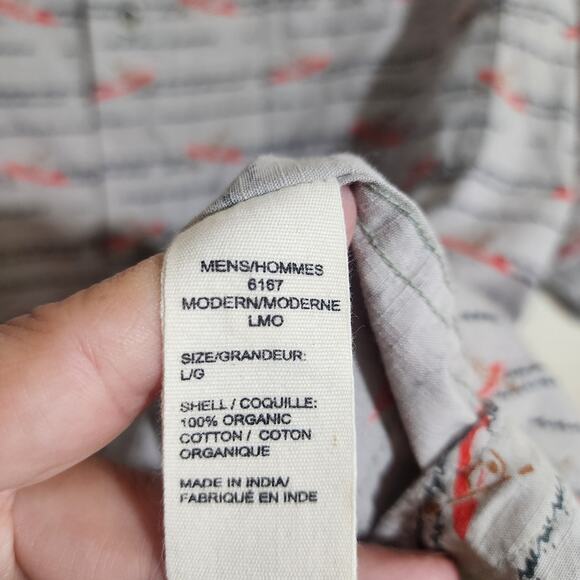 MENS/HOMMES
6167
MODERN/MODERNE
LMO
SIZE/GRANDEUR:
L/G
SHELL / COQUILLE:
100% ORGANIC
COTTON / COTON
ORGANIQUE
MADE IN INDIA/
FABRIQUÉ EN INDE